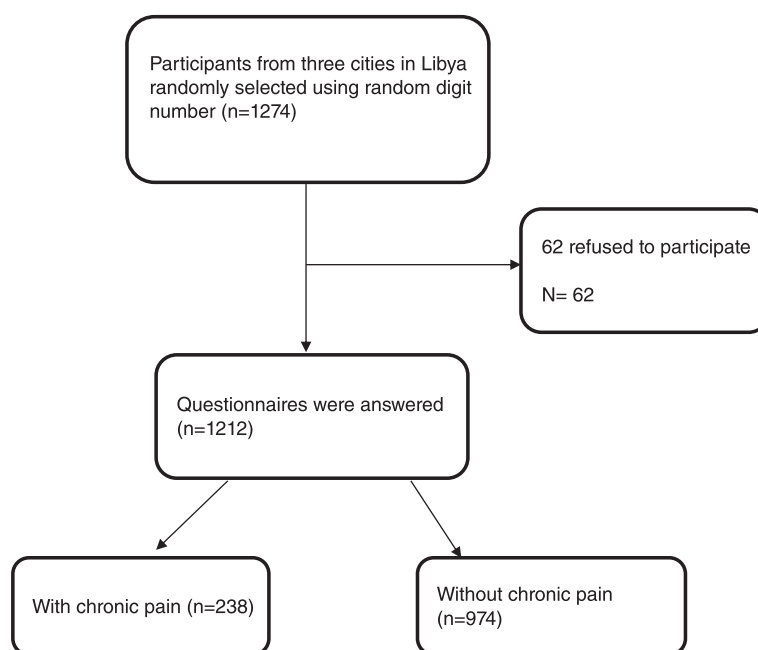 Participants from three cities in Libya
randomly selected using random digit
number (n=1274)
62 refused to participate
N= 62
Questionnaires were answered
(n=1212)
With chronic pain (n=238)
Without chronic pain
(n=974)